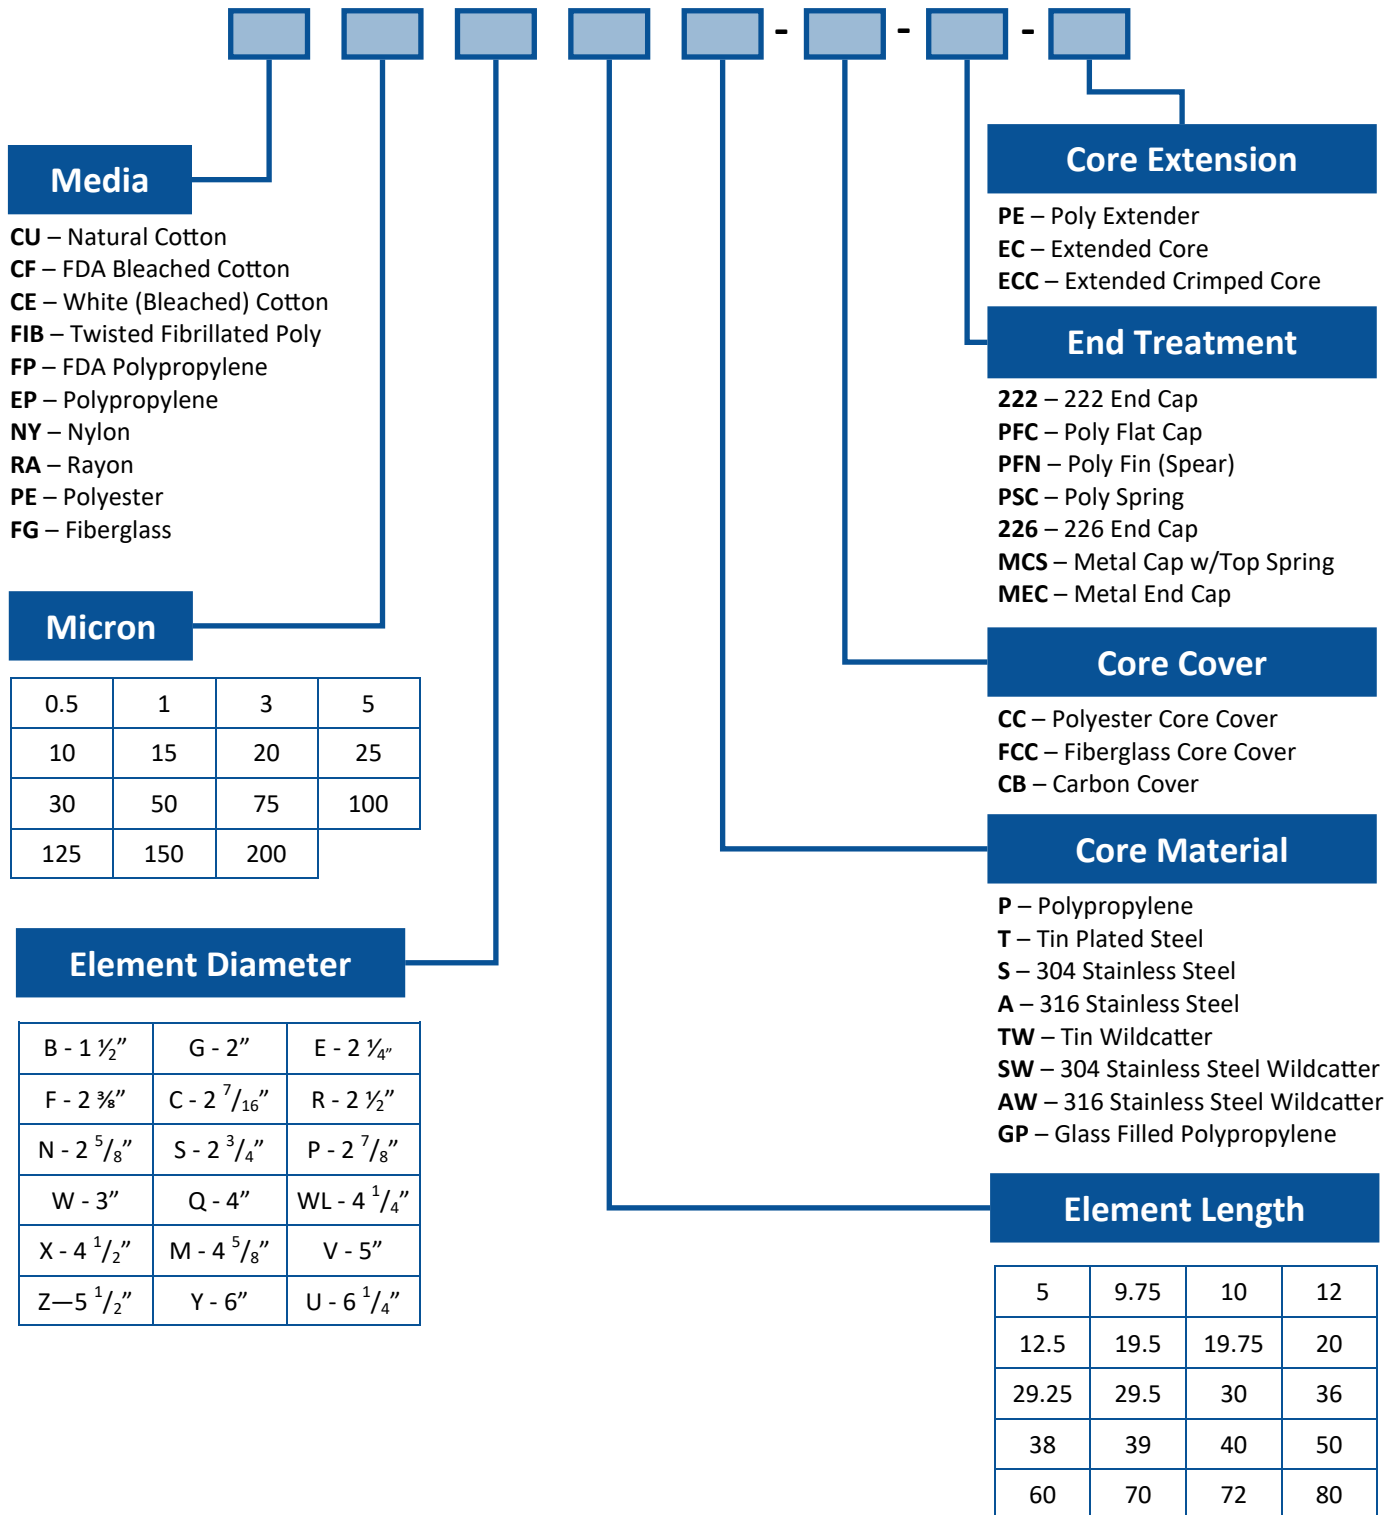 - - -
Media
CU – Natural Cotton
CF – FDA Bleached Cotton
CE – White (Bleached) Cotton
FIB – Twisted Fibrillated Poly
FP – FDA Polypropylene
EP – Polypropylene
NY – Nylon
RA – Rayon
PE – Polyester
FG – Fiberglass
Micron
0.5 1 3 5
10 15 20 25
30 50 75 100
125 150 200
Element Diameter
B - 1 ½” G - 2” E - 2 ¼”
F - 2 ⅜” C - 2 7/16” R - 2 ½”
N - 2 5/8” S - 2 3/4” P - 2 7/8”
W - 3” Q - 4” WL - 4 1/4”
X - 4 1/2” M - 4 5/8” V - 5”
Z—5 1/2” Y - 6” U - 6 1/4”
Core Extension
PE – Poly Extender
EC – Extended Core
ECC – Extended Crimped Core
End Treatment
222 – 222 End Cap
PFC – Poly Flat Cap
PFN – Poly Fin (Spear)
PSC – Poly Spring
226 – 226 End Cap
MCS – Metal Cap w/Top Spring
MEC – Metal End Cap
Core Cover
CC – Polyester Core Cover
FCC – Fiberglass Core Cover
CB – Carbon Cover
Core Material
P – Polypropylene
T – Tin Plated Steel
S – 304 Stainless Steel
A – 316 Stainless Steel
TW – Tin Wildcatter
SW – 304 Stainless Steel Wildcatter
AW – 316 Stainless Steel Wildcatter
GP – Glass Filled Polypropylene
Element Length
5 9.75 10 12
12.5 19.5 19.75 20
29.25 29.5 30 36
38 39 40 50
60 70 72 80